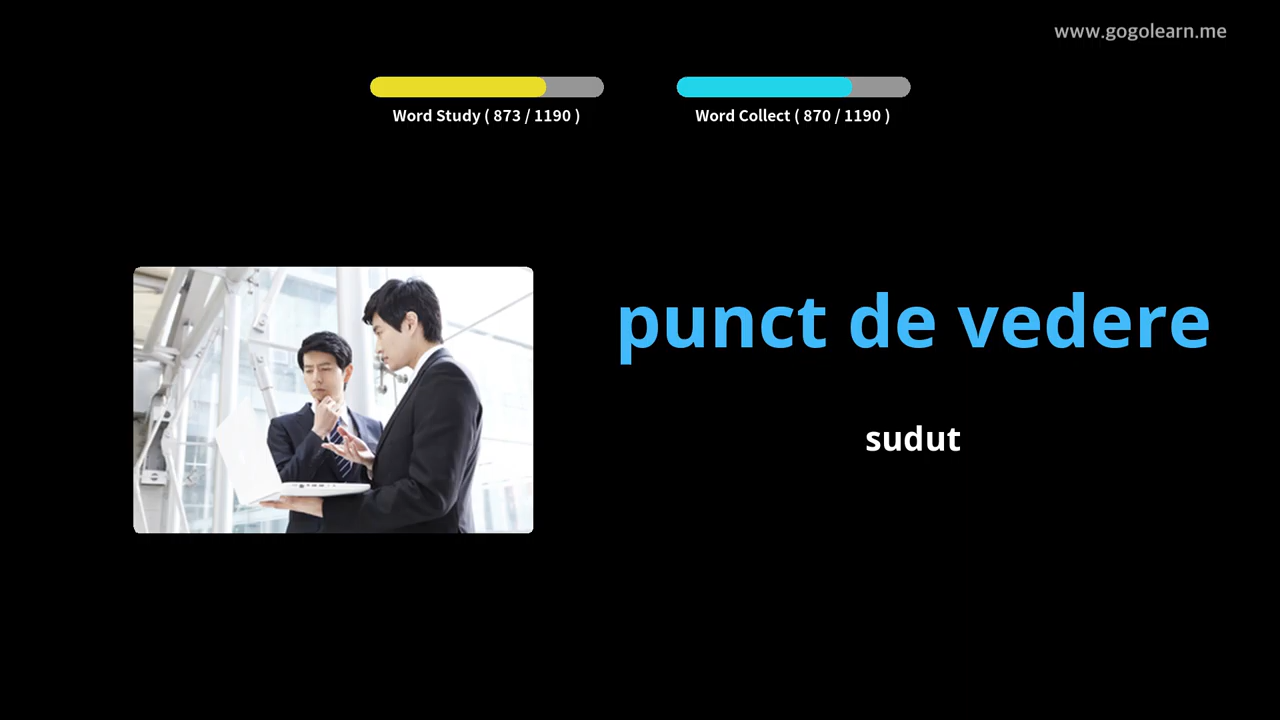 www.gogolearn.me
Word Study ( 873 / 1190 )
Word Collect ( 870 / 1190 )
punct de vedere
sudut